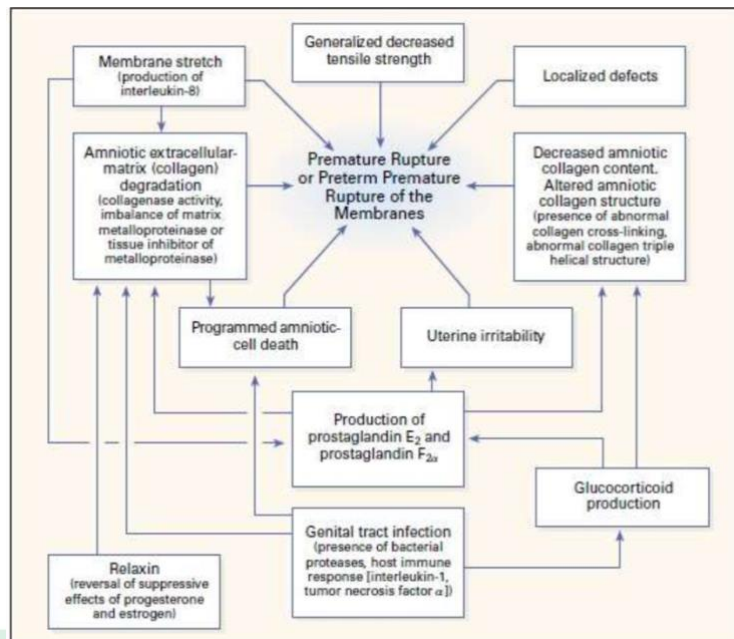 Generalized decreased
tensile strength
Membrane stretch
(production of
interleukin-8)
Localized defects
Amniotic extracellular-
matrix (collagen)
degradation
(collagenase activity,
imbalance of matrix
metalloproteinase or
tissue inhibitor of
metalloproteinase)
Premature Rupture
or Preterm Premature
Rupture of the
Membranes
Decreased amniotic
collagen content.
Altered amniotic
collagen structure
(presence of abnormal
collagen cross-linking,
abnormal collagen triple
helical structure)
Programmed amniotic-
cell death
Uterine irritability
Production of
prostaglandin E2 and
prostaglandin F2α
Glucocorticoid
production
Genital tract infection
(presence of bacterial
proteases, host immune
response [interleukin-1,
tumor necrosis factor α])
Relaxin
(reversal of suppressive
effects of progesterone
and estrogen)